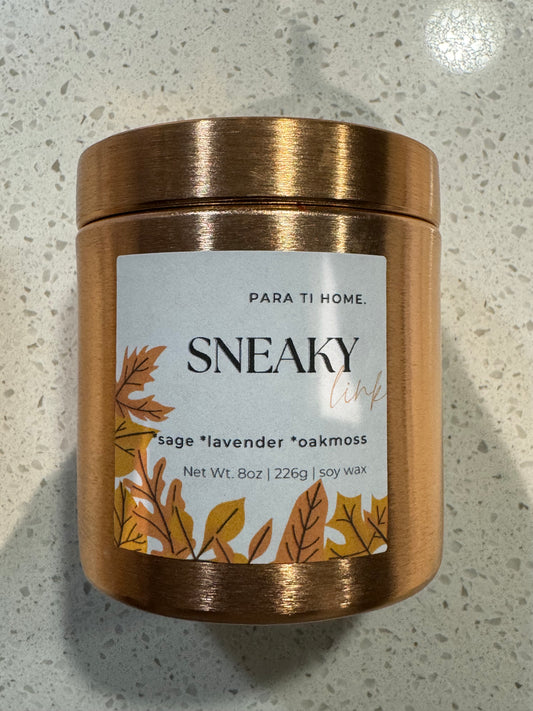 PARA TI HOME.
SNEAKY
link
*sage *lavender *oakmoss
Net Wt. 8oz | 226g | soy wax